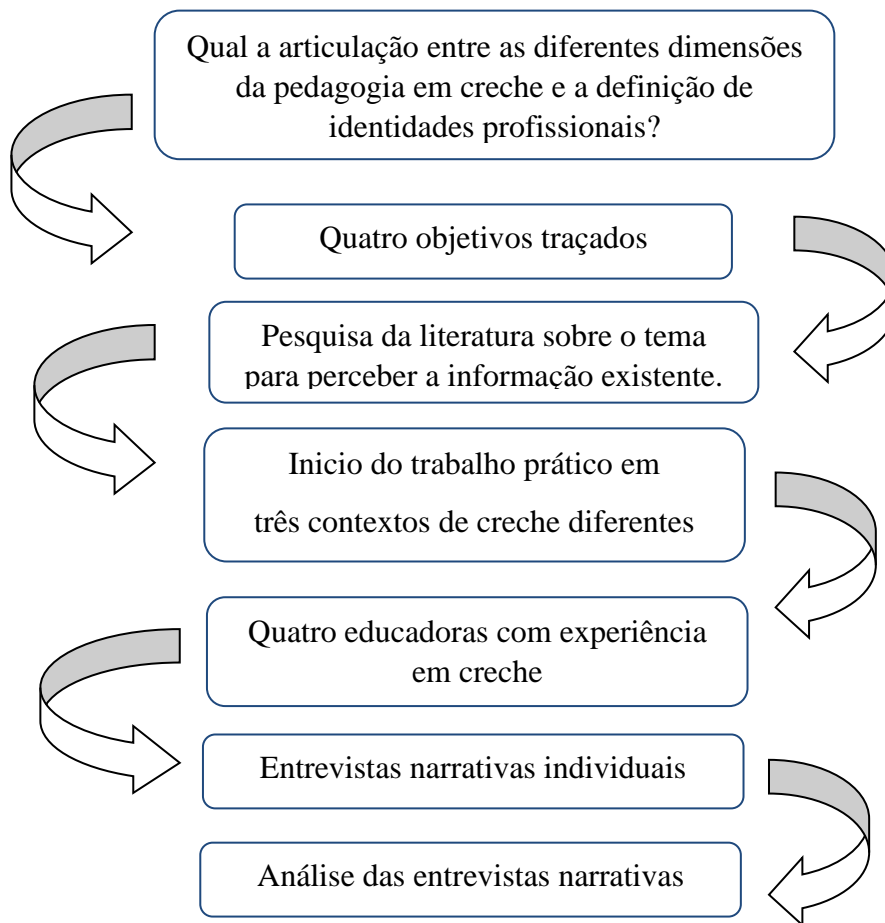 Qual a articulação entre as diferentes dimensões
da pedagogia em creche e a definição de
identidades profissionais?
Quatro objetivos traçados
Pesquisa da literatura sobre o tema
para perceber a informação existente.
Inicio do trabalho prático em
três contextos de creche diferentes
Quatro educadoras com experiência
em creche
Entrevistas narrativas individuais
Análise das entrevistas narrativas